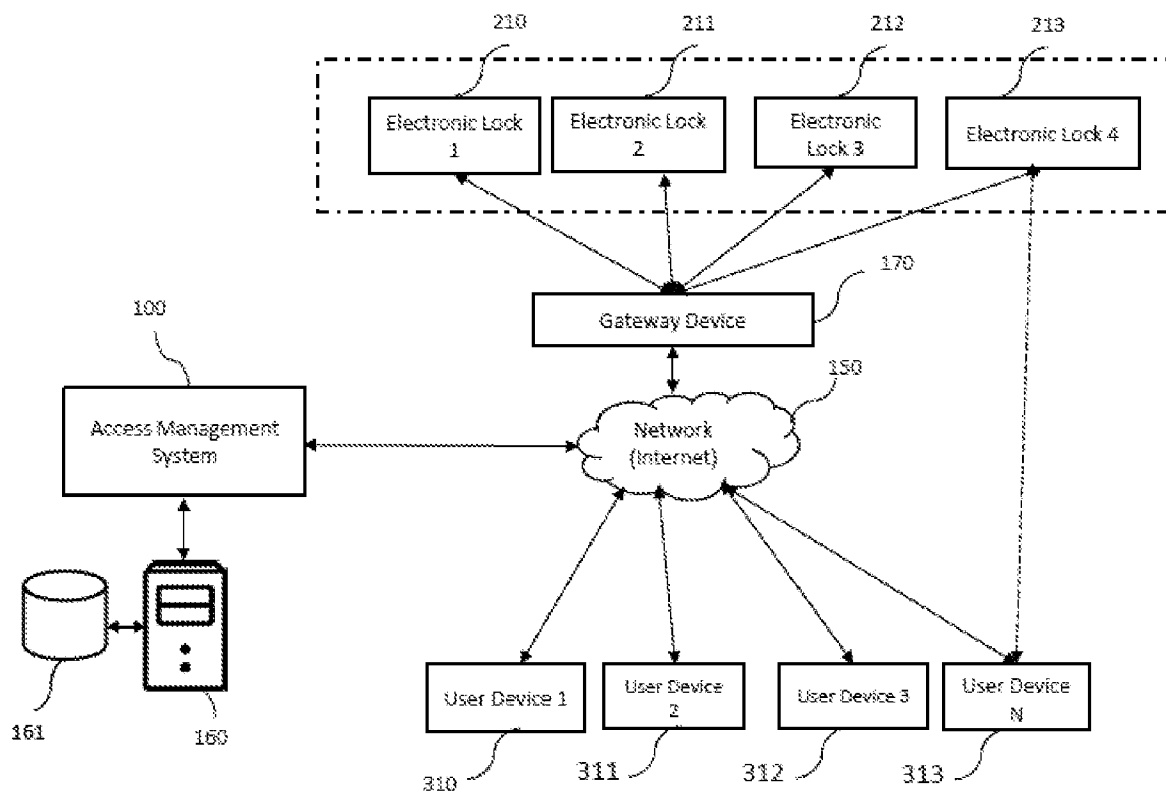 210
211
212
213
Electronic Lock
1
Electronic Lock
2
Electronic
Lock 3
Electronic Lock 4
170
Gateway Device
100
150
Access Management
System
Network
(Internet)
User Device 1
User Device
2
User Device 3
User Device
N
161
160
310
311
312
313